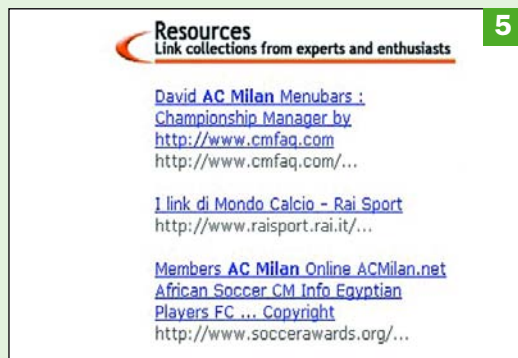 5
Resources
Link collections from experts and enthusiasts
David AC Milan Menubars :
Championship Manager by
http://www.cmfaq.com
http://www.cmfaq.com/...
I link di Mondo Calcio - Rai Sport
http://www.raisport.rai.it/...
Members AC Milan Online ACMilan.net
African Soccer CM Info Egyptian
Players FC ... Copyright
http://www.soccerawards.org/...